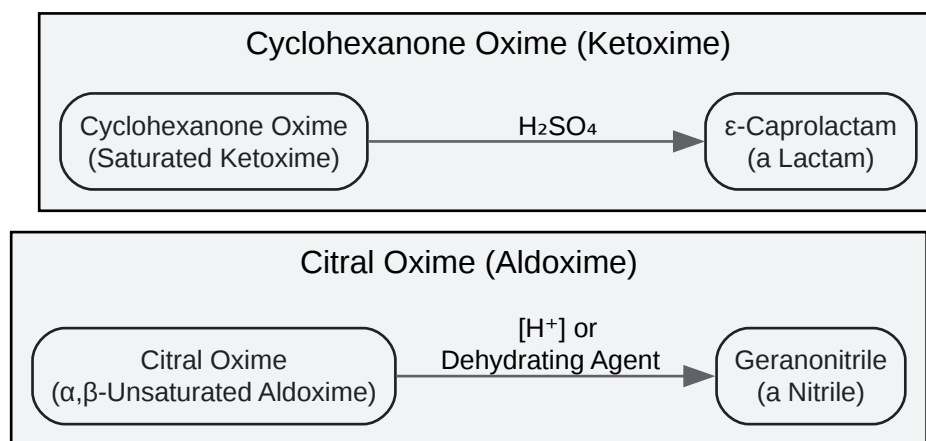 Cyclohexanone Oxime (Ketoxime)
Cyclohexanone Oxime
(Saturated Ketoxime)
H₂SO₄
ε-Caprolactam
(a Lactam)
Citral Oxime (Aldoxime)
Citral Oxime
(α,β-Unsaturated Aldoxime)
[H⁺] or
Dehydrating Agent
Geranonitrile
(a Nitrile)